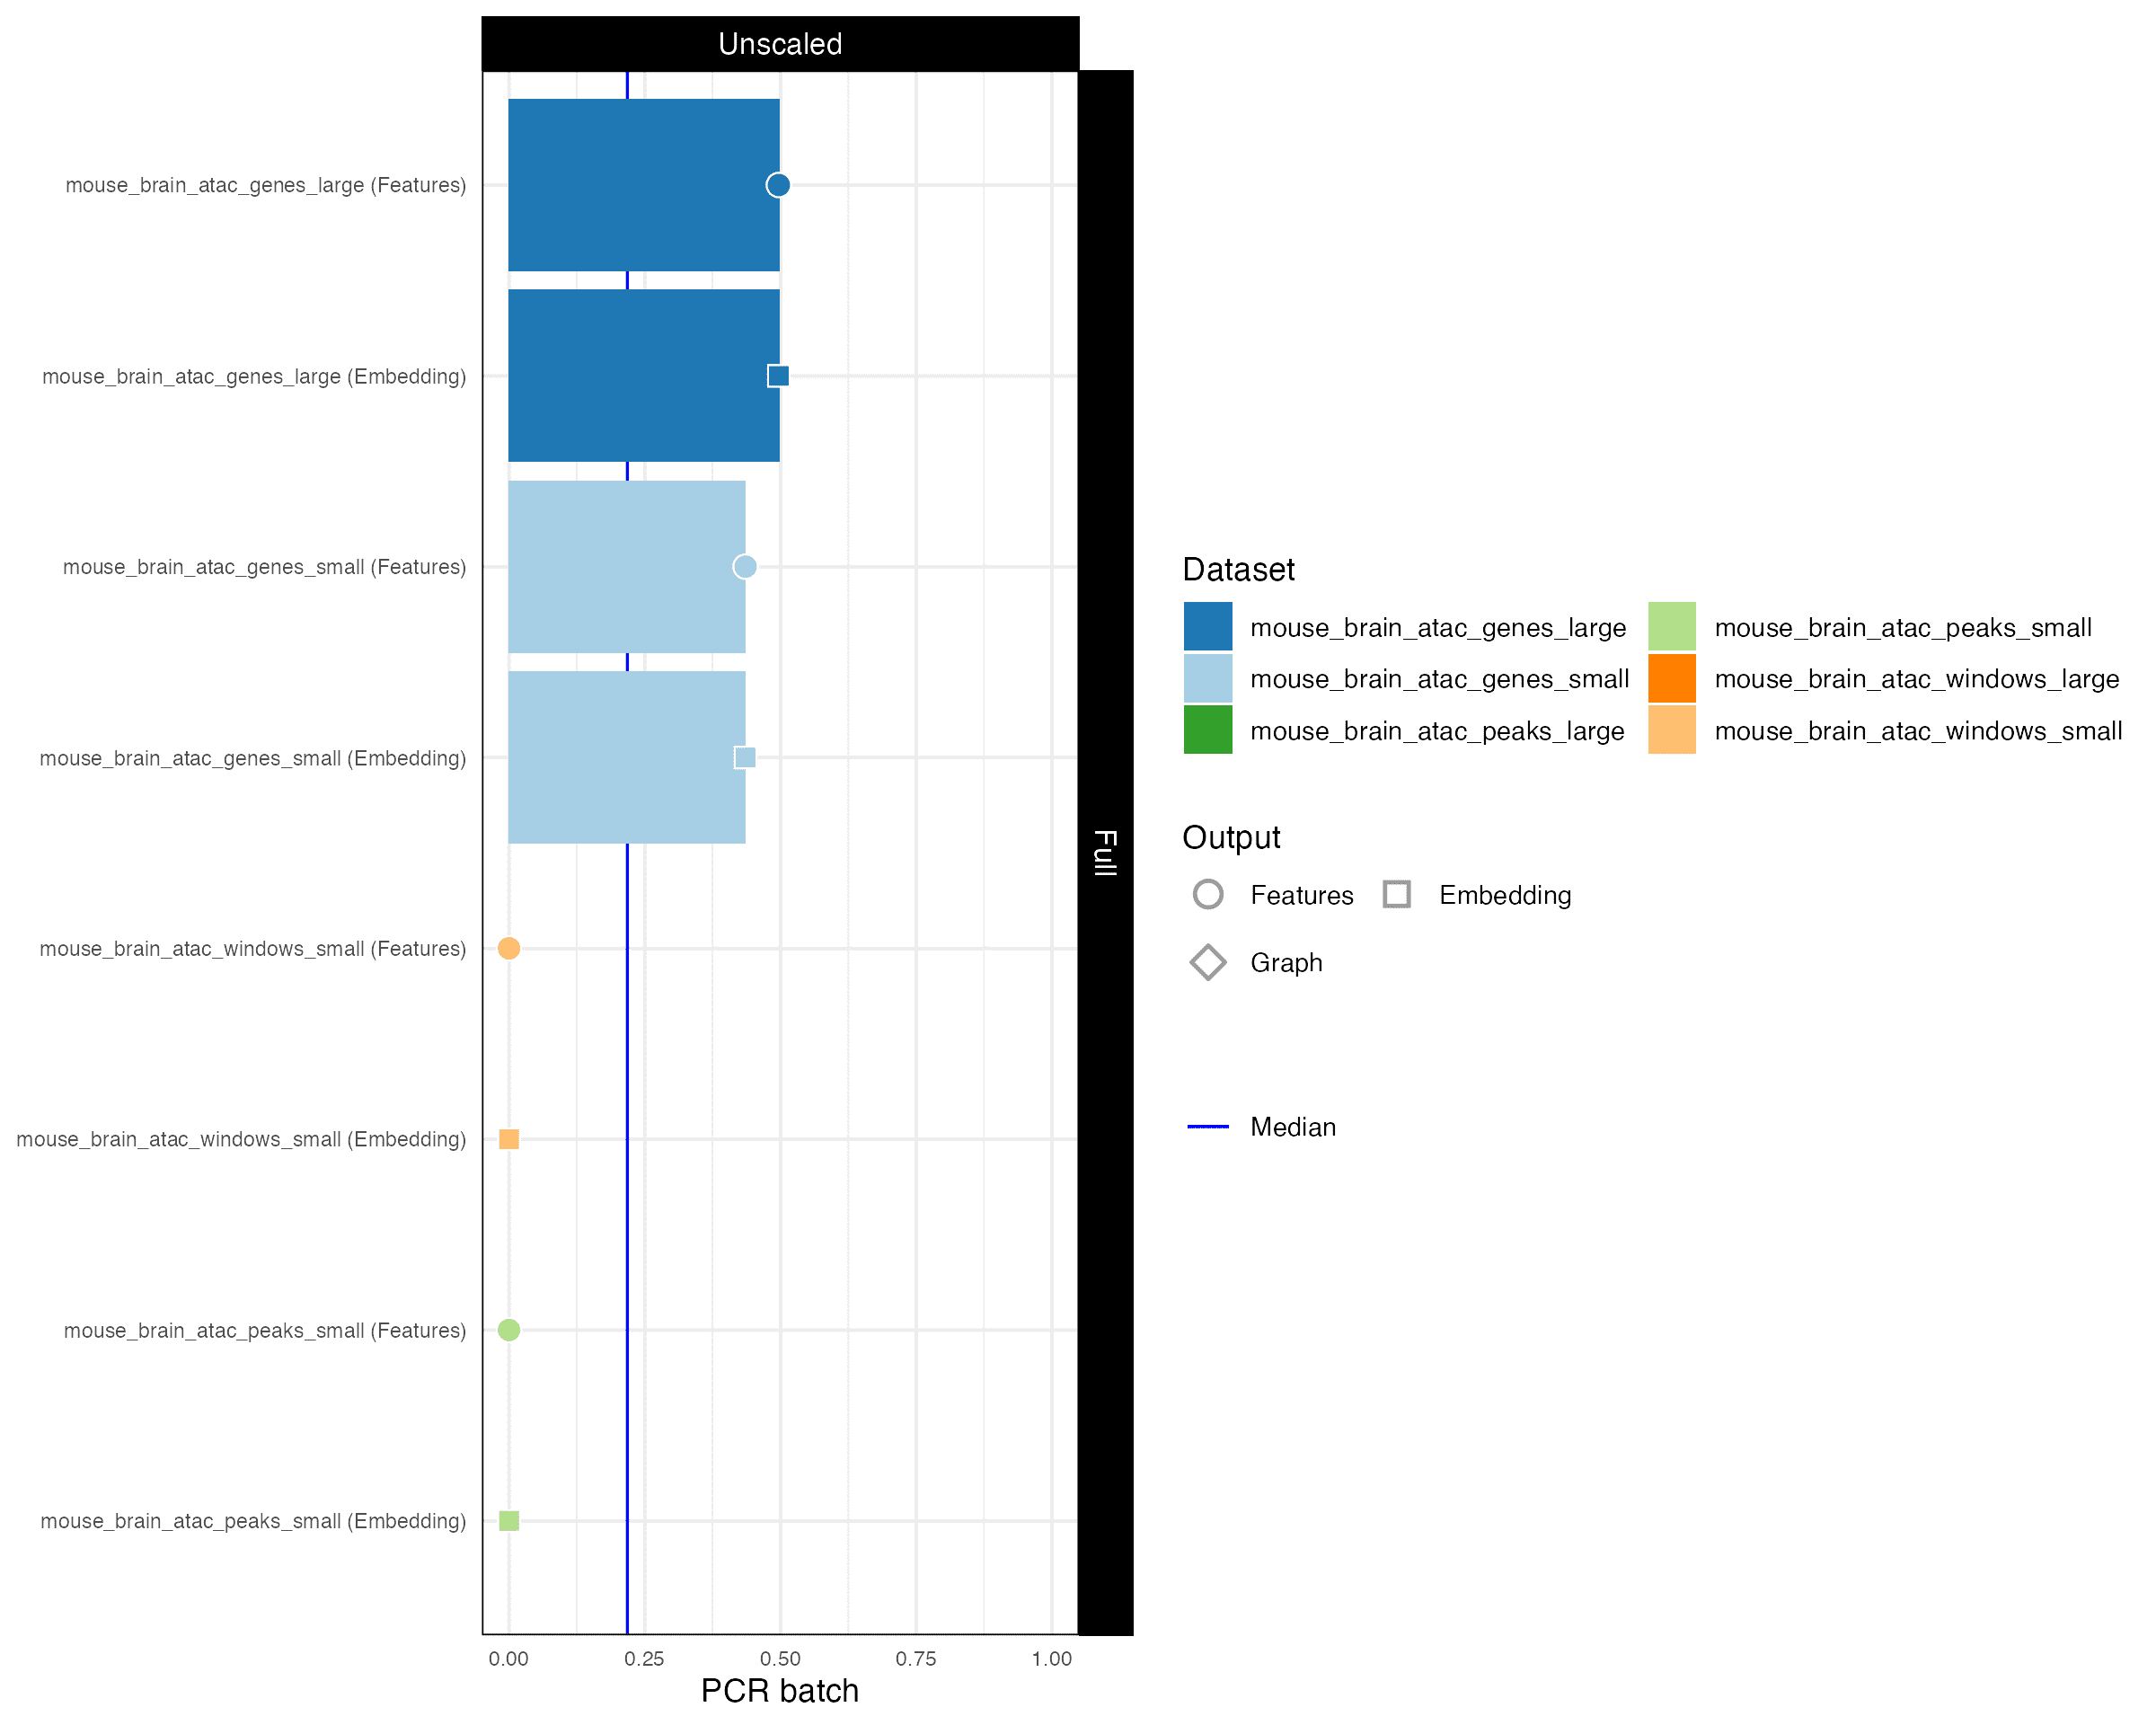 Unscaled
mouse_brain_atac_genes_large (Features)
mouse_brain_atac_genes_large (Embedding)
mouse_brain_atac_genes_small (Features)
mouse_brain_atac_genes_small (Embedding)
mouse_brain_atac_windows_small (Features)
mouse_brain_atac_windows_small (Embedding)
mouse_brain_atac_peaks_small (Features)
mouse_brain_atac_peaks_small (Embedding)
Full
0.00 0.25 0.50 0.75 1.00
PCR batch
Dataset
mouse_brain_atac_genes_large mouse_brain_atac_peaks_small
mouse_brain_atac_genes_small mouse_brain_atac_windows_large
mouse_brain_atac_peaks_large mouse_brain_atac_windows_small
Output
Features Embedding
Graph
Median